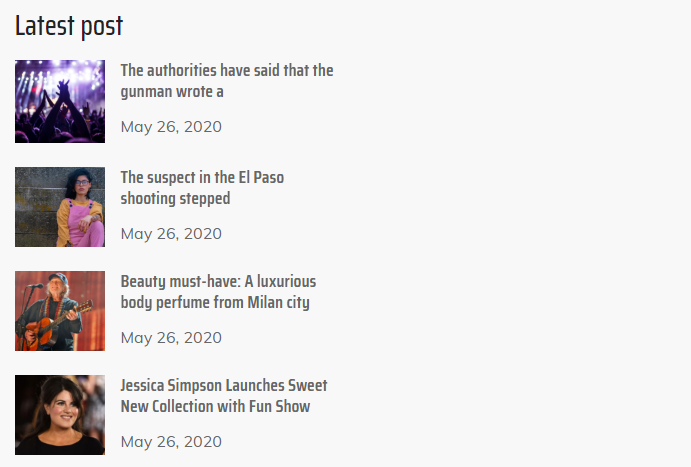 Latest post
The authorities have said that the
gunman wrote a
May 26, 2020
The suspect in the El Paso
shooting stepped
May 26, 2020
Beauty must-have: A luxurious
body perfume from Milan city
May 26, 2020
Jessica Simpson Launches Sweet
New Collection with Fun Show
May 26, 2020